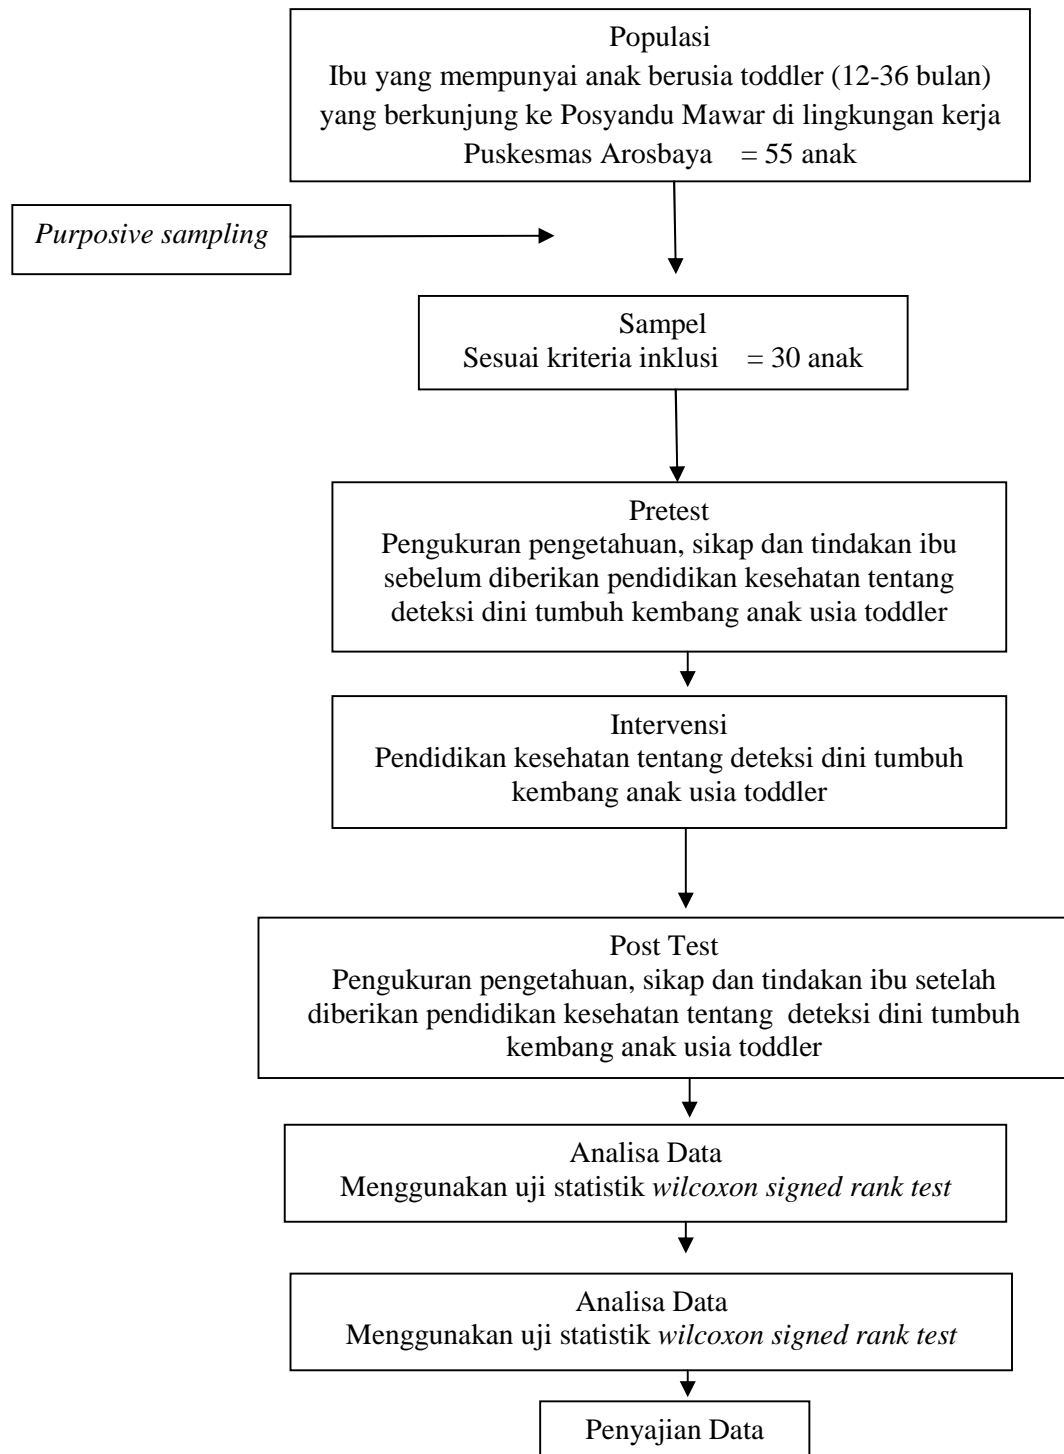 Populasi
Ibu yang mempunyai anak berusia toddler (12-36 bulan)
yang berkunjung ke Posyandu Mawar di lingkungan kerja
Puskesmas Arosbaya = 55 anak
Purposive sampling
Sampel
Sesuai kriteria inklusi = 30 anak
Pretest
Pengukuran pengetahuan, sikap dan tindakan ibu
sebelum diberikan pendidikan kesehatan tentang
deteksi dini tumbuh kembang anak usia toddler
Intervensi
Pendidikan kesehatan tentang deteksi dini tumbuh
kembang anak usia toddler
Post Test
Pengukuran pengetahuan, sikap dan tindakan ibu setelah
diberikan pendidikan kesehatan tentang deteksi dini tumbuh
kembang anak usia toddler
Analisa Data
Menggunakan uji statistik wilcoxon signed rank test
Analisa Data
Menggunakan uji statistik wilcoxon signed rank test
Penyajian Data